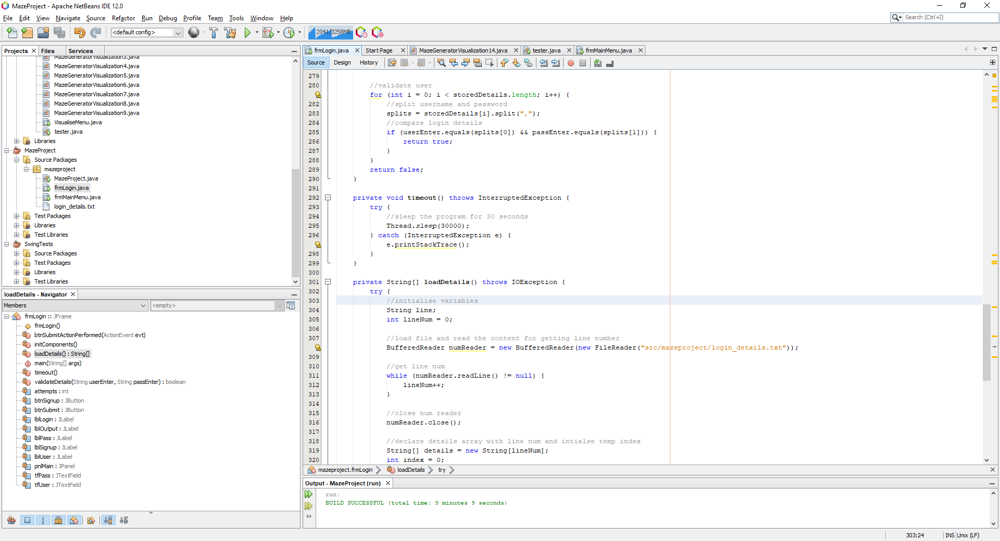 MazeProject - Apache NetBeans IDE 12.0
File Edit View Navigate Source Refactor Run Debug Profile Team Tools Window Help
Search (Ctrl+I)
<default config>
2041/3258MB
Projects Files Services
MazeGeneratorVisualization3.java
MazeGeneratorVisualization4.java
MazeGeneratorVisualization5.java
MazeGeneratorVisualization6.java
MazeGeneratorVisualization7.java
MazeGeneratorVisualization8.java
MazeGeneratorVisualization9.java
VisualiseMenu.java
tester.java
Libraries
MazeProject
Source Packages
mazeproject
MazeProject.java
frmLogin.java
frmMainMenu.java
login_details.txt
Test Packages
Libraries
Test Libraries
SwingTests
Source Packages
Test Packages
Libraries
Test Libraries
loadDetails - Navigator
Members
<empty>
frmLogin :: JFrame
frmLogin()
btnSubmitActionPerformed(ActionEvent evt)
initComponents()
loadDetails() : String[]
main(String[] args)
timeout()
validateDetails(String userEnter, String passEnter) : boolean
attempts : int
btnSignup : JButton
btnSubmit : JButton
lblLogin : JLabel
lblOutput : JLabel
lblPass : JLabel
lblSignup : JLabel
lblUser : JLabel
pnlMain : JPanel
tfPass : JTextField
tfUser : JTextField
frmLogin.java Start Page MazeGeneratorVisualization14.java tester.java frmMainMenu.java
Source Design History
279
280 //validate user
for (int i = 0; i < storedDetails.length; i++) {
282 //split username and password
283 splits = storedDetails[i].split(",");
284 //compare login details
285 if (userEnter.equals(splits[0]) && passEnter.equals(splits[1])) {
286 return true;
287 }
288 }
289 return false;
290 }
291
292 private void timeout() throws InterruptedException {
293 try {
294 //sleep the program for 30 seconds
295 Thread.sleep(30000);
296 } catch (InterruptedException e) {
e.printStackTrace();
298 }
299 }
300
301 private String[] loadDetails() throws IOException {
302 try {
303 //initialise variables
304 String line;
305 int lineNum = 0;
306
307 //load file and read the content for getting line number
BufferedReader numReader = new BufferedReader(new FileReader("src/mazeproject/login_details.txt"));
309
310 //get line num
311 while (numReader.readLine() != null) {
312 lineNum++;
313 }
314
315 //close num reader
316 numReader.close();
317
318 //declare details array with line num and intialse temp index
319 String[] details = new String[lineNum];
320 int index = 0;
mazeproject.frmLogin loadDetails try
Output - MazeProject (run)
run:
BUILD SUCCESSFUL (total time: 9 minutes 9 seconds)
303:24 INS Unix (LF)